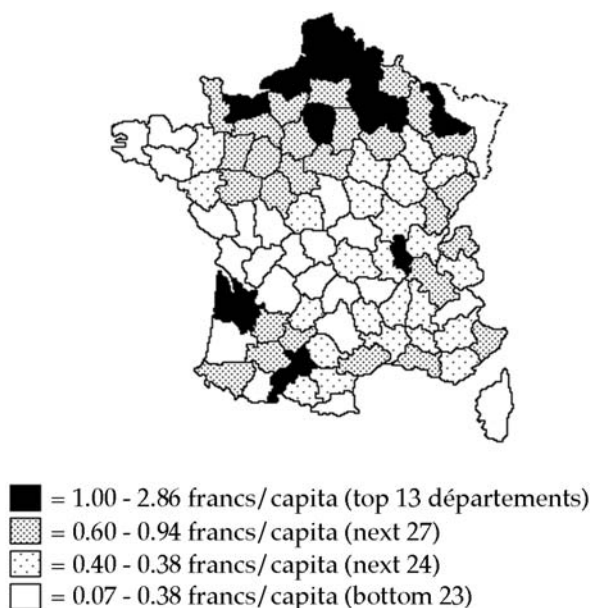 = 1.00 - 2.86 francs/capita (top 13 départements)
= 0.60 - 0.94 francs/capita (next 27)
= 0.40 - 0.38 francs/capita (next 24)
= 0.07 - 0.38 francs/capita (bottom 23)